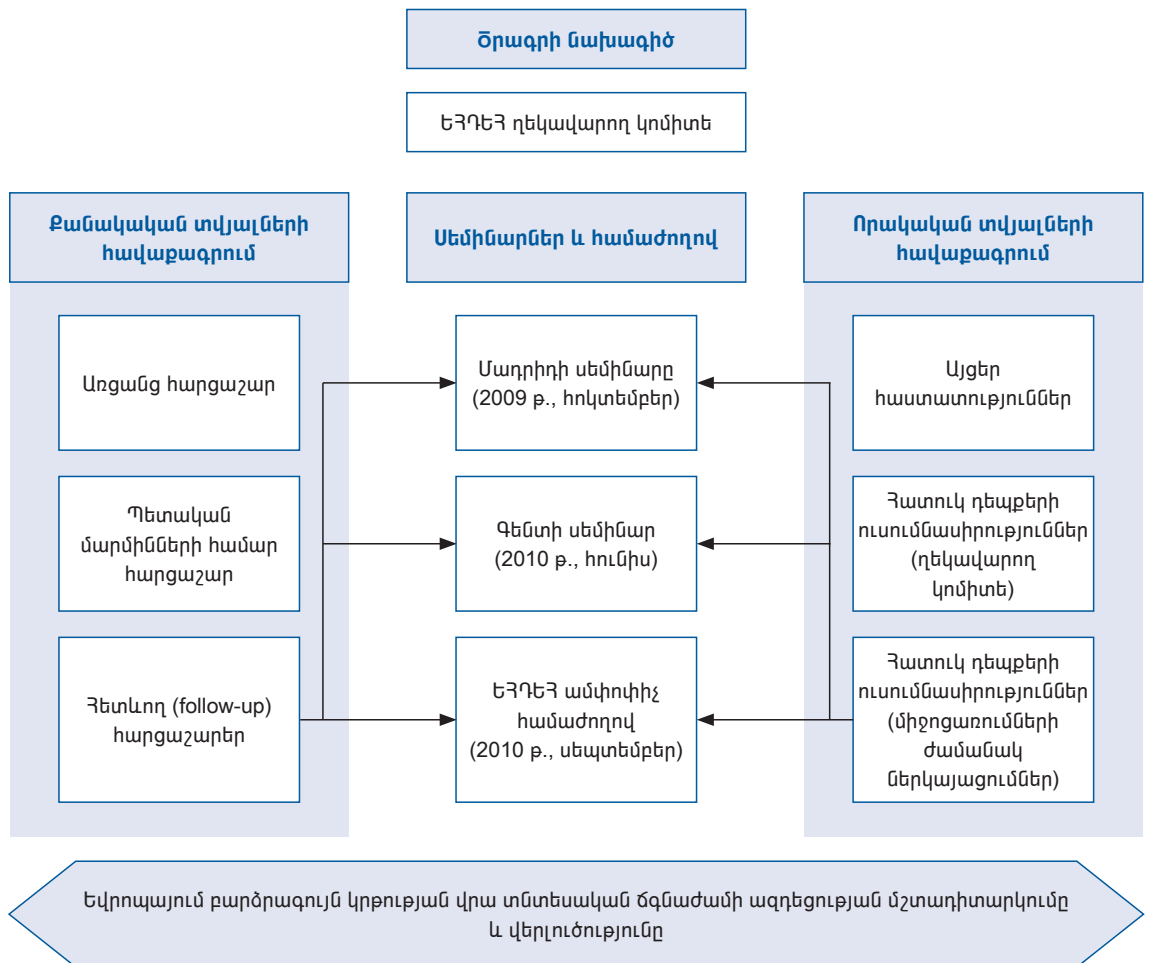 Ծրագրի նախագիծ
ԵՀԴԵՀ ղեկավարող կոմիտե
Քանակական տվյալների
հավաքագրում
Սեմինարներ և համաժողով
Որակական տվյալների
հավաքագրում
Առցանց հարցաշար
Մադրիդի սեմինարը
(2009 թ., հոկտեմբեր)
Այցեր
հաստատություններ
Պետական
մարմինների համար
հարցաշար
Գենտի սեմինար
(2010 թ., հունիս)
Հատուկ դեպքերի
ուսումնասիրություններ
(ղեկավարող
կոմիտե)
Հետևող (follow-up)
հարցաշարեր
ԵՀԴԵՀ ամփոփիչ
համաժողով
(2010 թ., սեպտեմբեր)
Հատուկ դեպքերի
ուսումնասիրություններ
(միջոցառումների
ժամանակ
ներկայացումներ)
Եվրոպայում բարձրագույն կրթության վրա տնտեսական ճգնաժամի ազդեցության մշտադիտարկումը
և վերլուծությունը